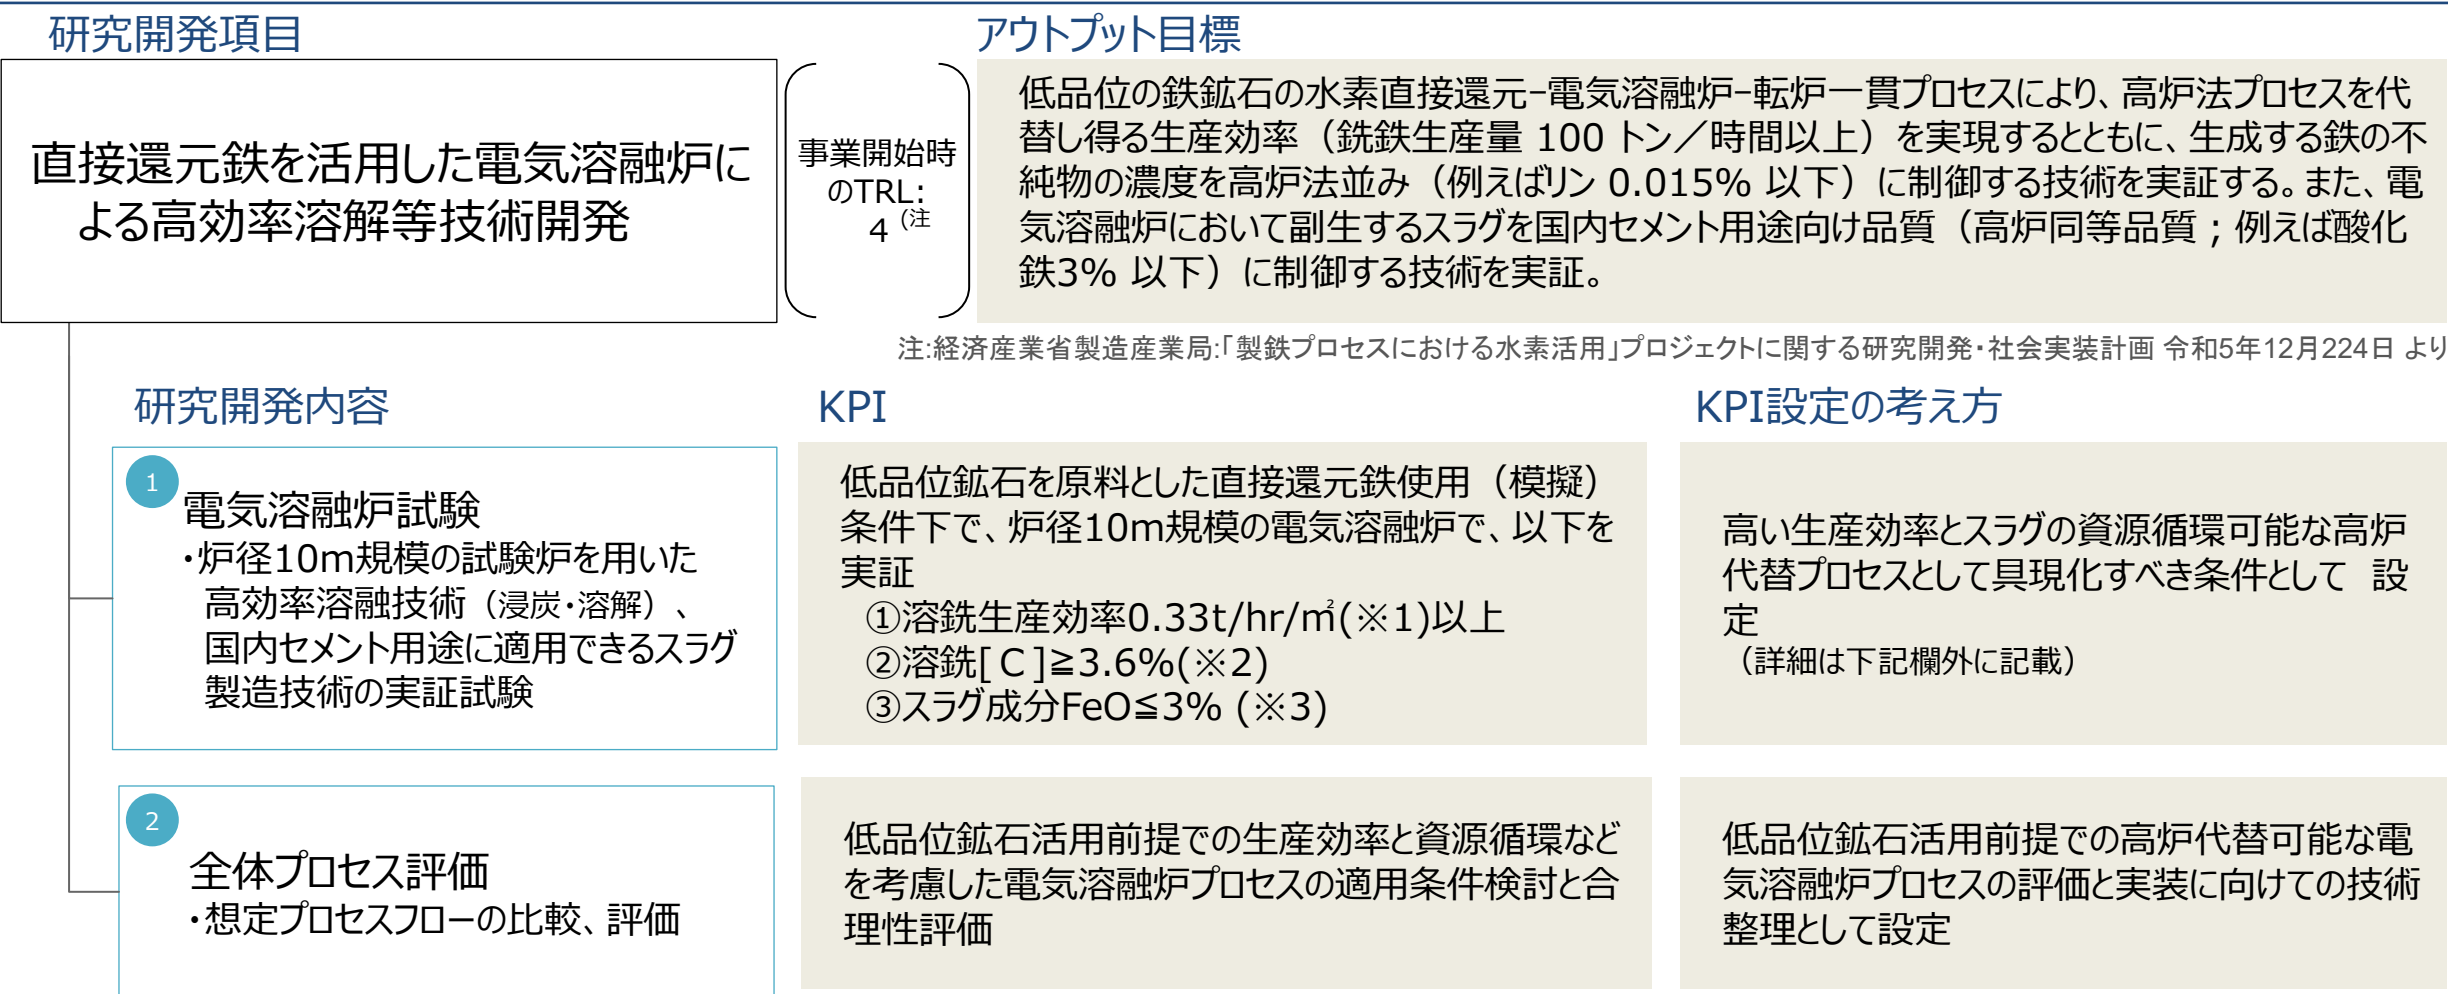 研究開発項目
アウトプット目標
直接還元鉄を活用した電気溶融炉に
よる高効率溶解等技術開発
事業開始時
のTRL:
4 (注
低品位の鉄鉱石の水素直接還元-電気溶融炉-転炉一貫プロセスにより、高炉法プロセスを代
替し得る生産効率（銑鉄生産量 100 トン／時間以上）を実現するとともに、生成する鉄の不
純物の濃度を高炉法並み（例えばリン 0.015% 以下）に制御する技術を実証する。また、電
気溶融炉において副生するスラグを国内セメント用途向け品質（高炉同等品質；例えば酸化
鉄3% 以下）に制御する技術を実証。
注:経済産業省製造産業局:「製鉄プロセスにおける水素活用」プロジェクトに関する研究開発・社会実装計画 令和5年12月224日 より
研究開発内容
KPI
KPI設定の考え方
1
電気溶融炉試験
・炉径10m規模の試験炉を用いた
高効率溶融技術（浸炭・溶解）、
国内セメント用途に適用できるスラグ
製造技術の実証試験
低品位鉱石を原料とした直接還元鉄使用（模擬）
条件下で、炉径10m規模の電気溶融炉で、以下を
実証
①溶銑生産効率0.33t/hr/㎡(※1)以上
②溶銑[Ｃ]≧3.6%(※2)
③スラグ成分FeO≦3% (※3)
高い生産効率とスラグの資源循環可能な高炉
代替プロセスとして具現化すべき条件として　設
定
（詳細は下記欄外に記載）
2
全体プロセス評価
・想定プロセスフローの比較、評価
低品位鉱石活用前提での生産効率と資源循環など
を考慮した電気溶融炉プロセスの適用条件検討と合
理性評価
低品位鉱石活用前提での高炉代替可能な電
気溶融炉プロセスの評価と実装に向けての技術
整理として設定